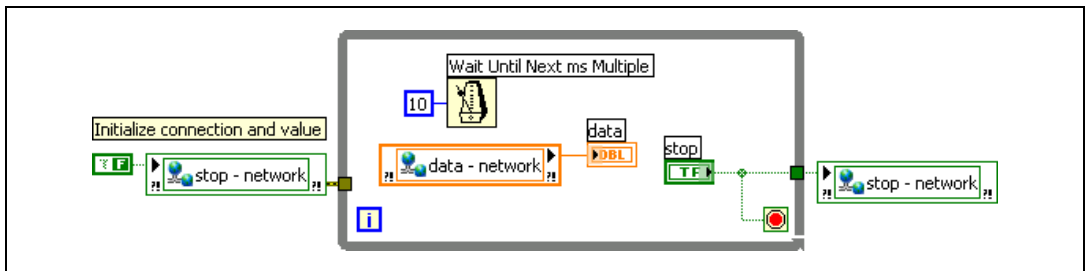 Wait Until Next ms Multiple
10
Initialize connection and value
F
stop - network
?!
?!
data - network
?!
?!
data
DBL
stop
TF
i
stop - network
?!
?!